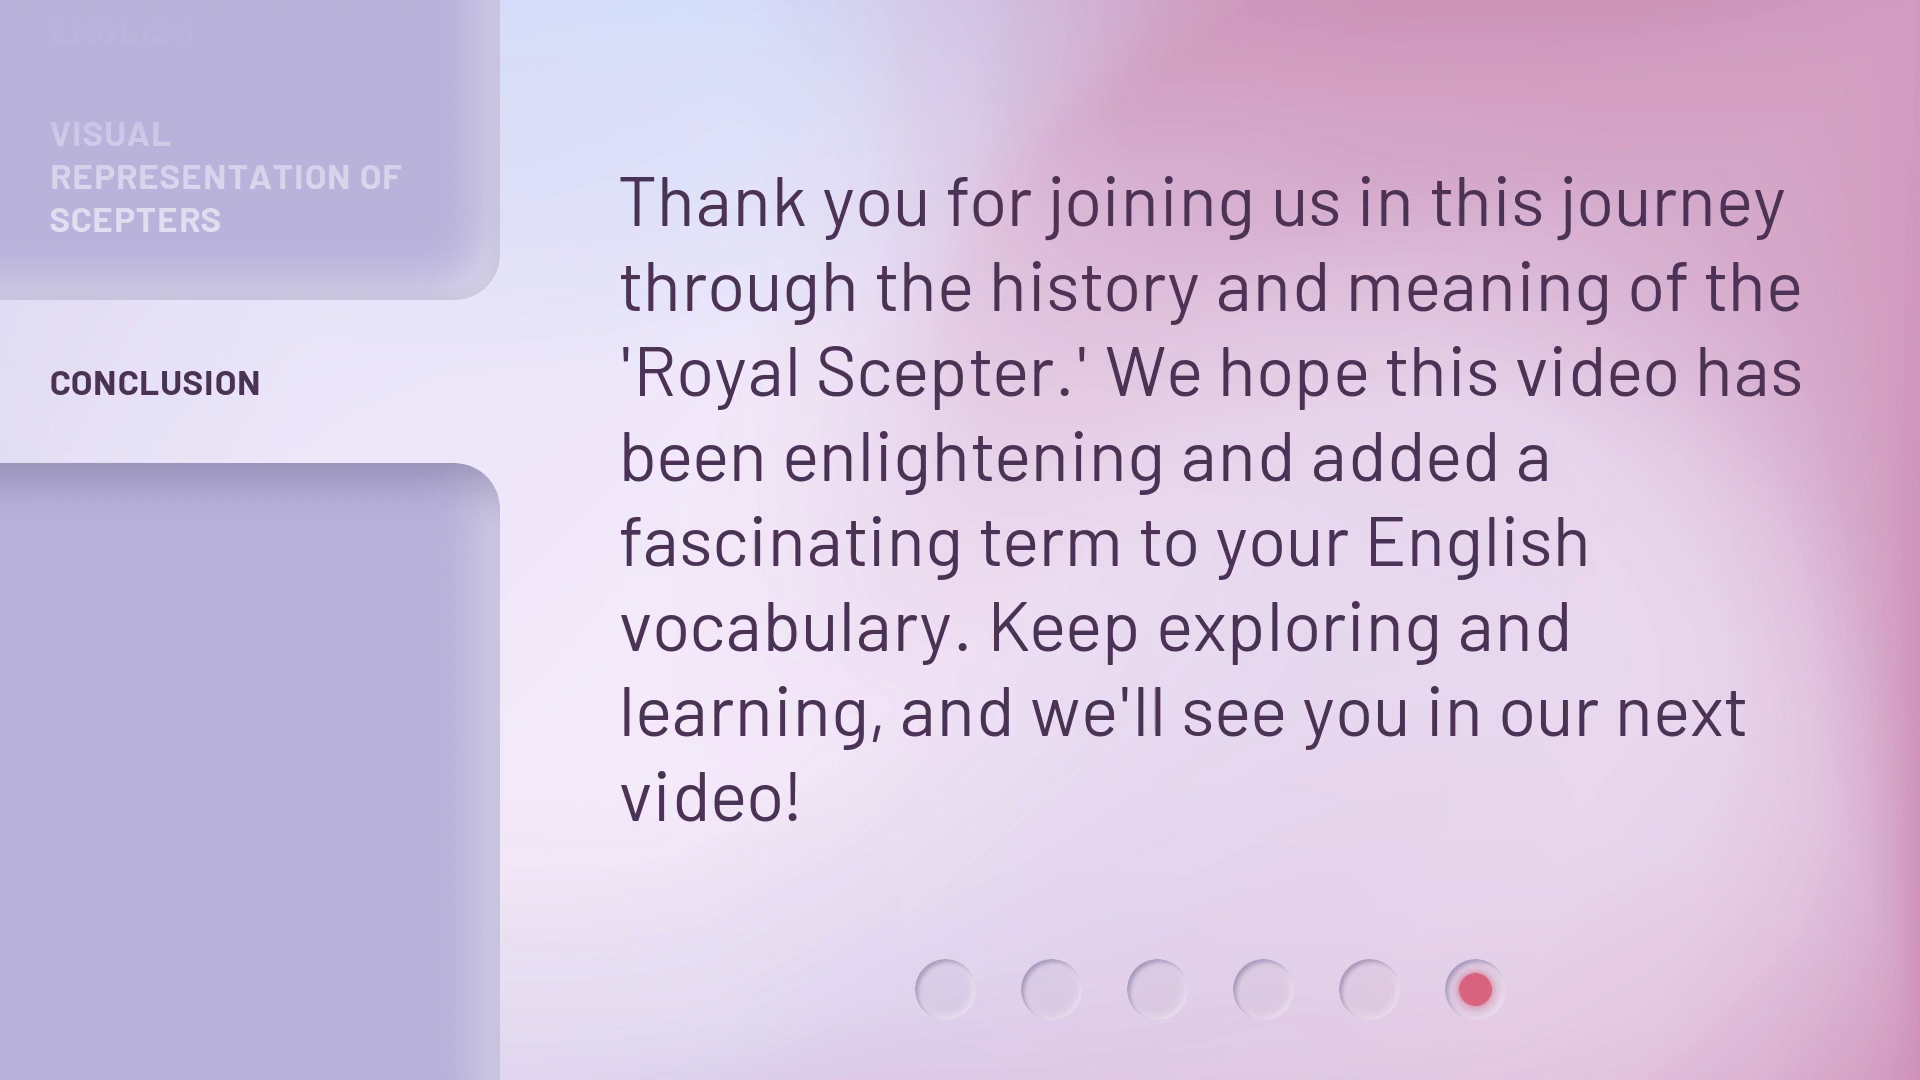 ENGLISH
VISUAL
REPRESENTATION OF
SCEPTERS
CONCLUSION
Thank you for joining us in this journey
through the history and meaning of the
'Royal Scepter.' We hope this video has
been enlightening and added a
fascinating term to your English
vocabulary. Keep exploring and
learning, and we'll see you in our next
video!